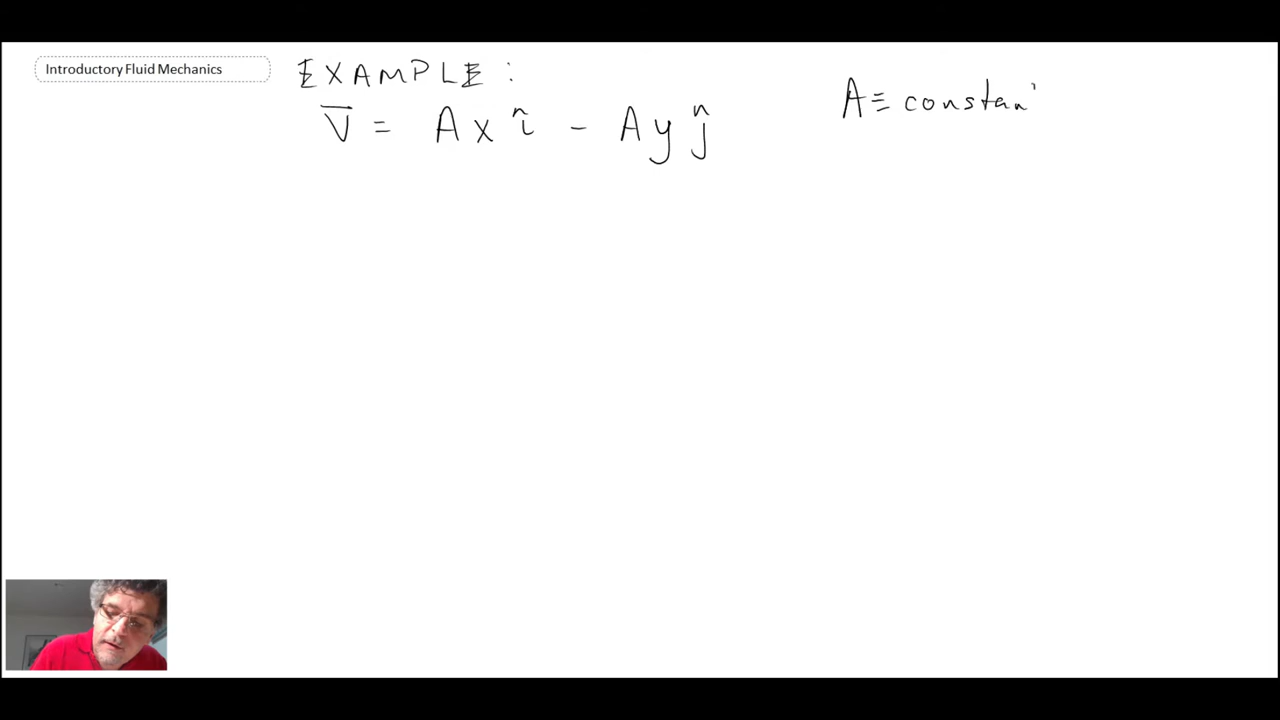 Introductory Fluid Mechanics
EXAMPLE:
A ≡ constan
V̅ = A x î - A y ĵ